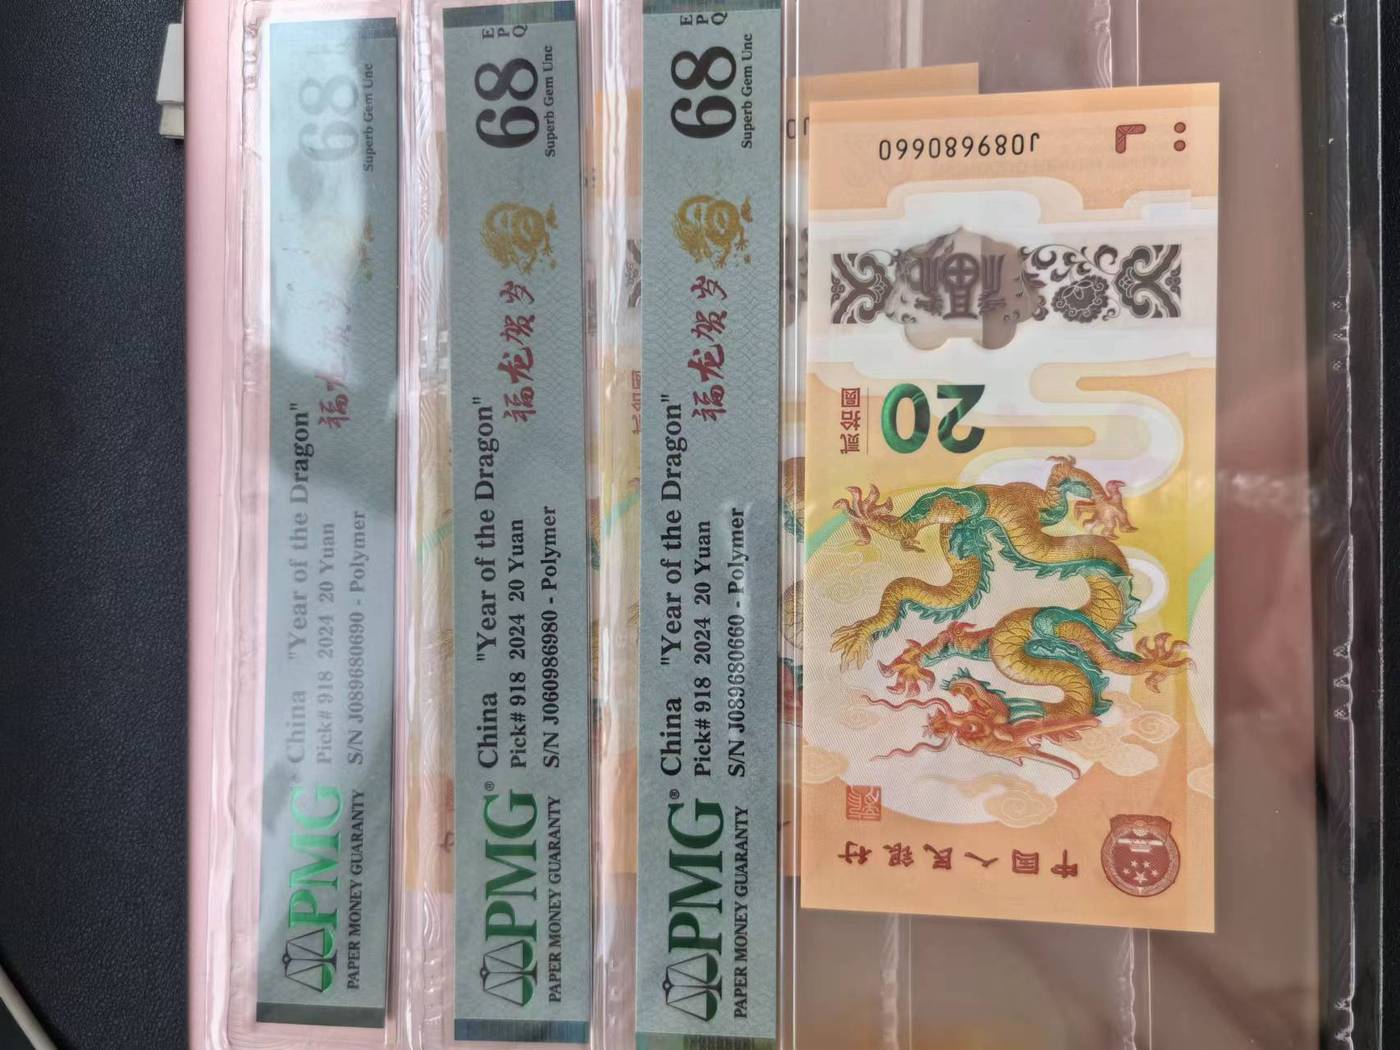 PMG® China "Year of the Dragon"
Pick# 918 2024 20 Yuan
PAPER MONEY GUARANTY S/N J089680690 - Polymer
福龙贺岁
68
Superb Gem Unc
PMG® China "Year of the Dragon"
Pick# 918 2024 20 Yuan
PAPER MONEY GUARANTY S/N J060986980 - Polymer
福龙贺岁
68 EPQ
Superb Gem Unc
PMG® China "Year of the Dragon"
Pick# 918 2024 20 Yuan
PAPER MONEY GUARANTY S/N J089680660 - Polymer
福龙贺岁
68 EPQ
Superb Gem Unc
中国人民银行
20
贰拾圆
J089680660